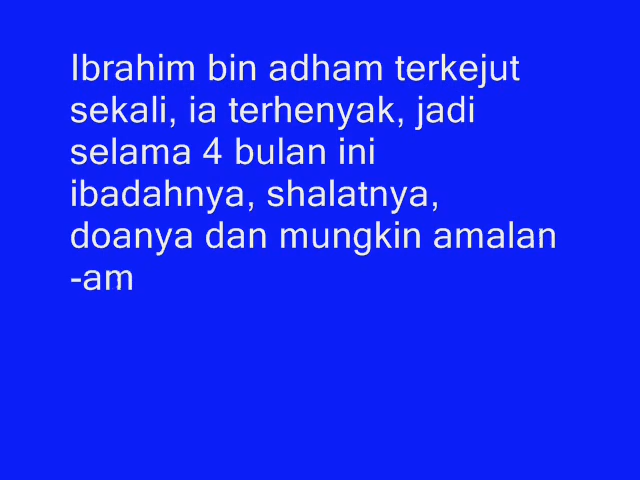 Ibrahim bin adham terkejut
sekali, ia terhenyak, jadi
selama 4 bulan ini
ibadahnya, shalatnya,
doanya dan mungkin amalan
-am